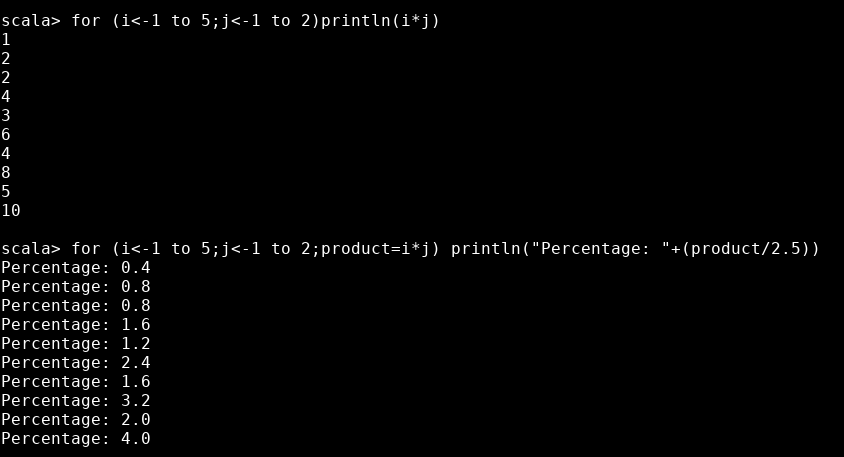 scala> for (i<-1 to 5;j<-1 to 2)println(i*j)
1
2
2
4
3
6
4
8
5
10
scala> for (i<-1 to 5;j<-1 to 2;product=i*j) println("Percentage: "+(product/2.5))
Percentage: 0.4
Percentage: 0.8
Percentage: 0.8
Percentage: 1.6
Percentage: 1.2
Percentage: 2.4
Percentage: 1.6
Percentage: 3.2
Percentage: 2.0
Percentage: 4.0